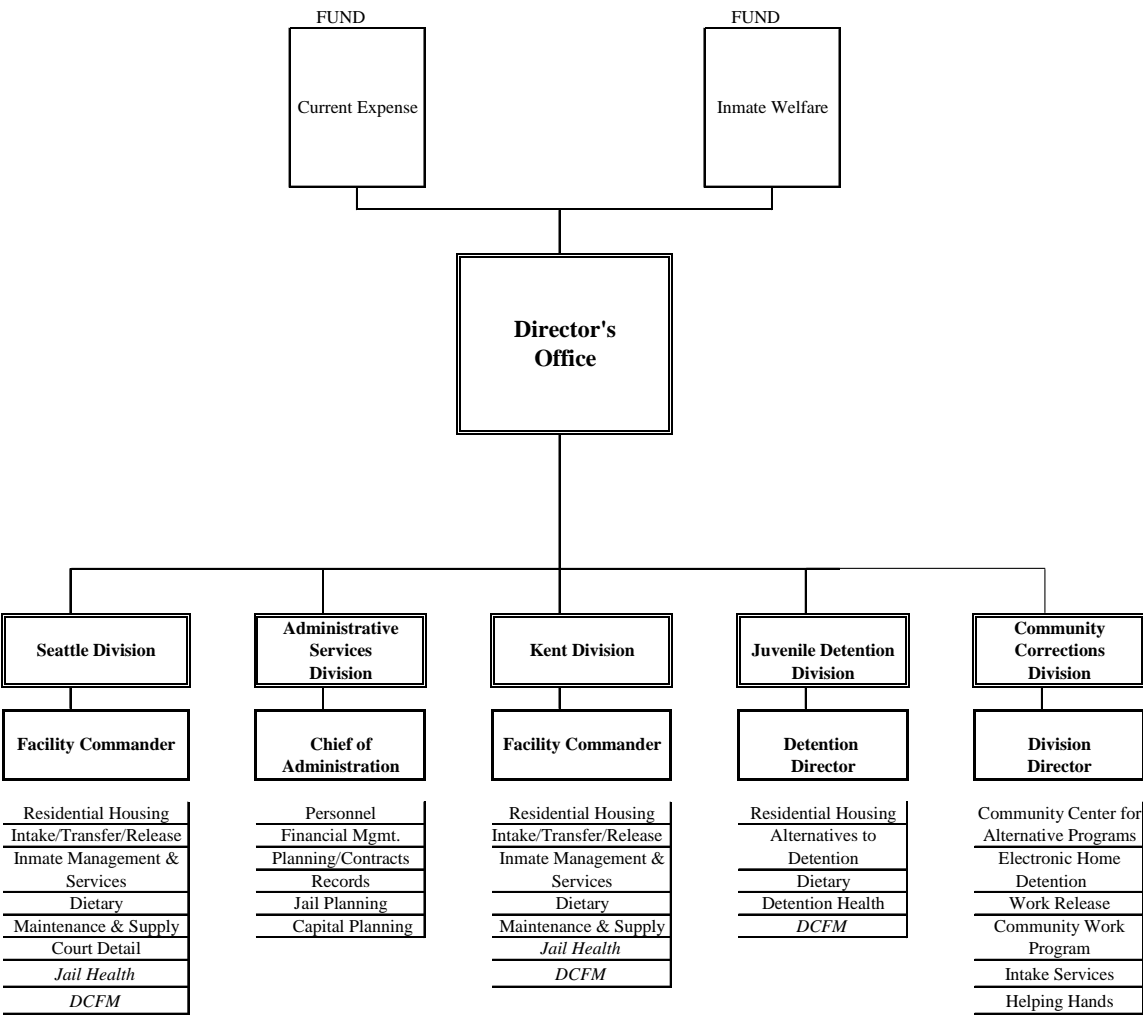 FUND
FUND
Current Expense
Inmate Welfare
Director's
Office
Seattle Division
Administrative
Services
Division
Kent Division
Juvenile Detention
Division
Community
Corrections
Division
Facility Commander
Chief of
Administration
Facility Commander
Detention
Director
Division
Director
Residential Housing
Intake/Transfer/Release
Inmate Management &
Services
Dietary
Maintenance & Supply
Court Detail
Jail Health
DCFM
Personnel
Financial Mgmt.
Planning/Contracts
Records
Jail Planning
Capital Planning
Residential Housing
Intake/Transfer/Release
Inmate Management &
Services
Dietary
Maintenance & Supply
Jail Health
DCFM
Residential Housing
Alternatives to
Detention
Dietary
Detention Health
DCFM
Community Center for
Alternative Programs
Electronic Home
Detention
Work Release
Community Work
Program
Intake Services
Helping Hands